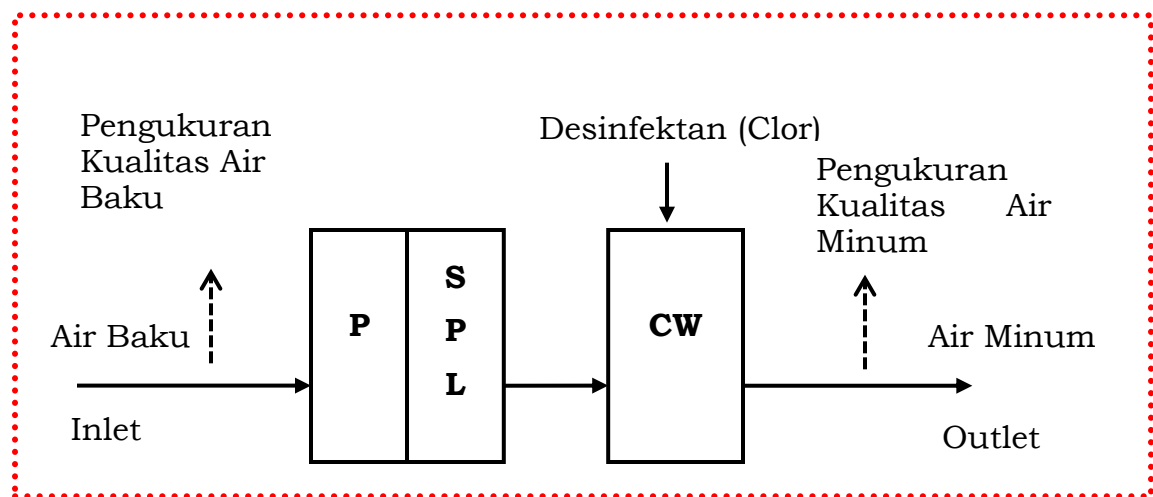 Pengukuran
Kualitas Air
Baku
Desinfektan (Clor)
Pengukuran
Kualitas Air
Minum
S
P
L
P
CW
Air Baku
Air Minum
Inlet
Outlet